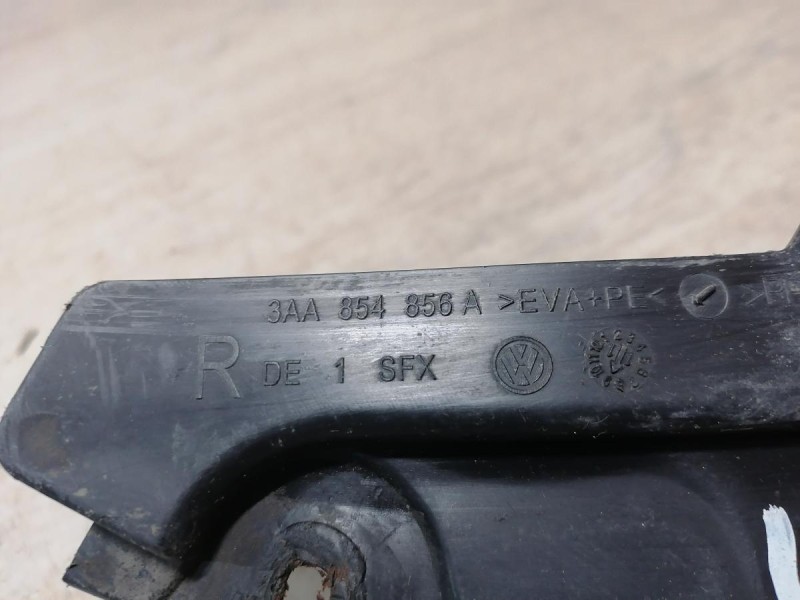 3AA 854 856 A >EVA+PE<
R DE 1 SFX